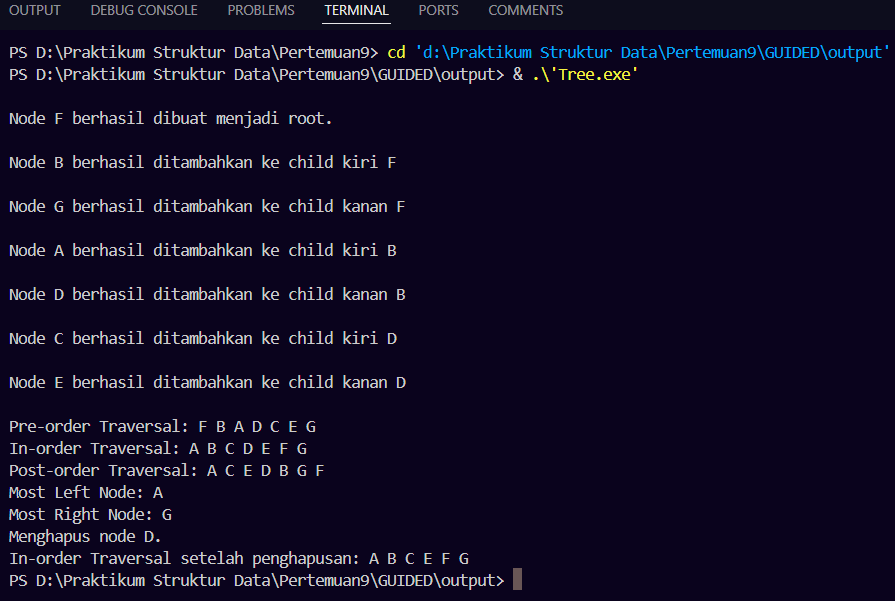 OUTPUT DEBUG CONSOLE PROBLEMS TERMINAL PORTS COMMENTS
PS D:\Praktikum Struktur Data\Pertemuan9> cd 'd:\Praktikum Struktur Data\Pertemuan9\GUIDED\output'
PS D:\Praktikum Struktur Data\Pertemuan9\GUIDED\output> & .\'Tree.exe'
Node F berhasil dibuat menjadi root.
Node B berhasil ditambahkan ke child kiri F
Node G berhasil ditambahkan ke child kanan F
Node A berhasil ditambahkan ke child kiri B
Node D berhasil ditambahkan ke child kanan B
Node C berhasil ditambahkan ke child kiri D
Node E berhasil ditambahkan ke child kanan D
Pre-order Traversal: F B A D C E G
In-order Traversal: A B C D E F G
Post-order Traversal: A C E D B G F
Most Left Node: A
Most Right Node: G
Menghapus node D.
In-order Traversal setelah penghapusan: A B C E F G
PS D:\Praktikum Struktur Data\Pertemuan9\GUIDED\output>